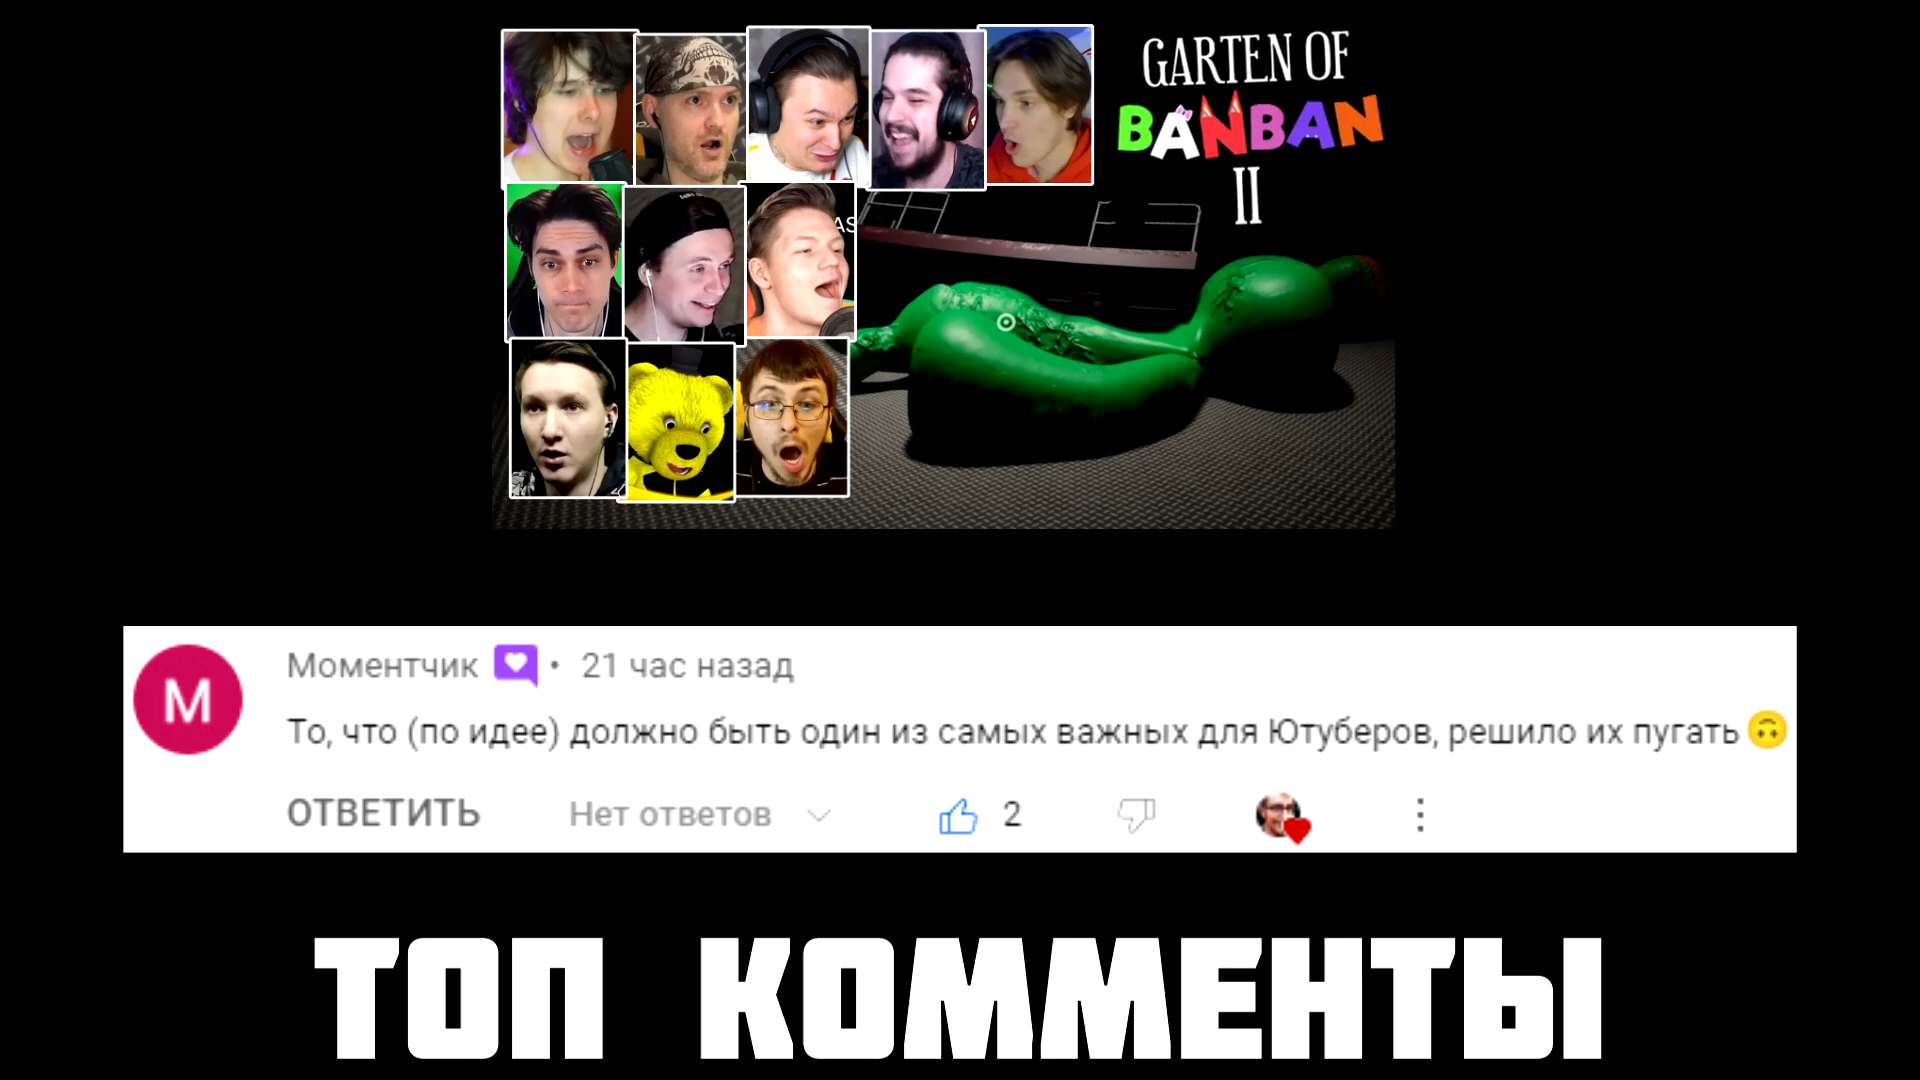 GARTEN OF
BANBAN
II
AS
М
Моментчик • 21 час назад
То, что (по идее) должно быть один из самых важных для Ютуберов, решило их пугать 🙃
ОТВЕТИТЬ Нет ответов 2
ТОП КОММЕНТЫ